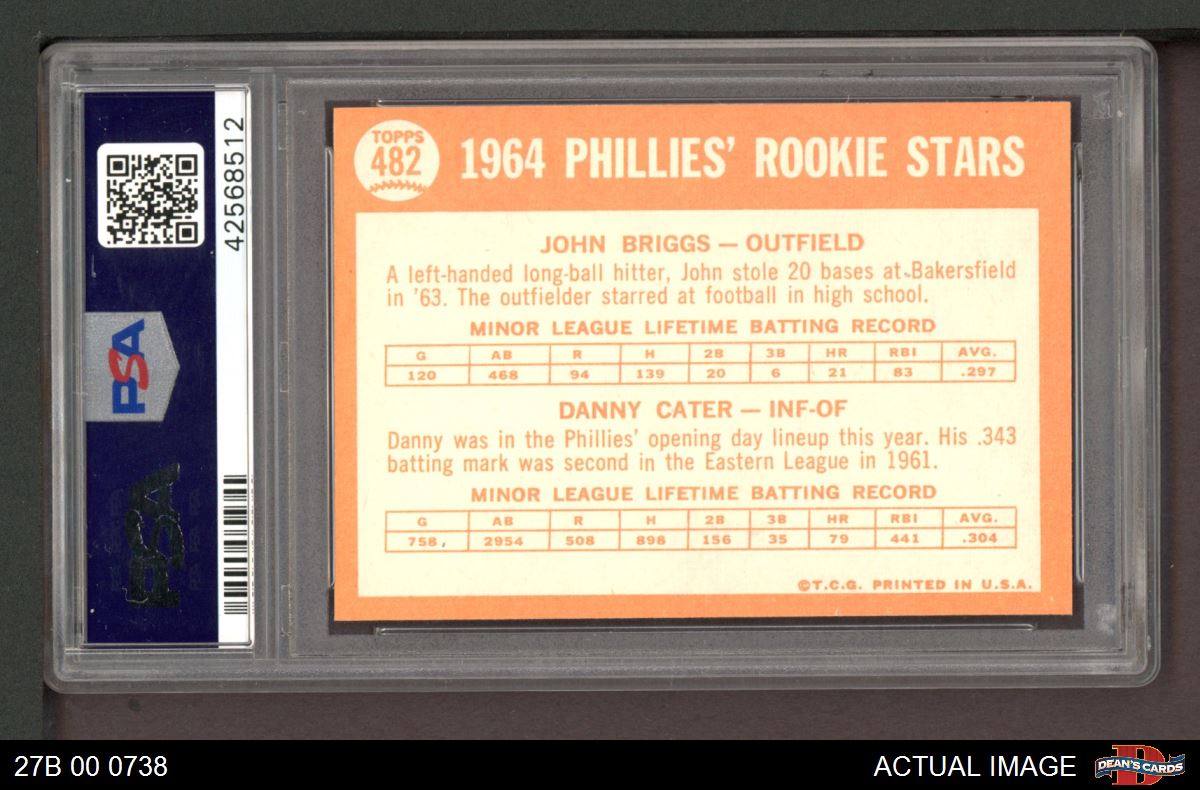 42568512
PSA
PSA
TOPPS
482
1964 PHILLIES' ROOKIE STARS
JOHN BRIGGS — OUTFIELD
A left-handed long-ball hitter, John stole 20 bases at Bakersfield
in '63. The outfielder starred at football in high school.
MINOR LEAGUE LIFETIME BATTING RECORD
G AB R H 2B 3B HR RBI AVG.
120 468 94 139 20 6 21 83 .297
DANNY CATER — INF-OF
Danny was in the Phillies' opening day lineup this year. His .343
batting mark was second in the Eastern League in 1961.
MINOR LEAGUE LIFETIME BATTING RECORD
G AB R H 2B 3B HR RBI AVG.
758, 2954 508 898 156 35 79 441 .304
©T.C.G. PRINTED IN U.S.A.
27B 00 0738
ACTUAL IMAGE
D
DEAN'S CARDS